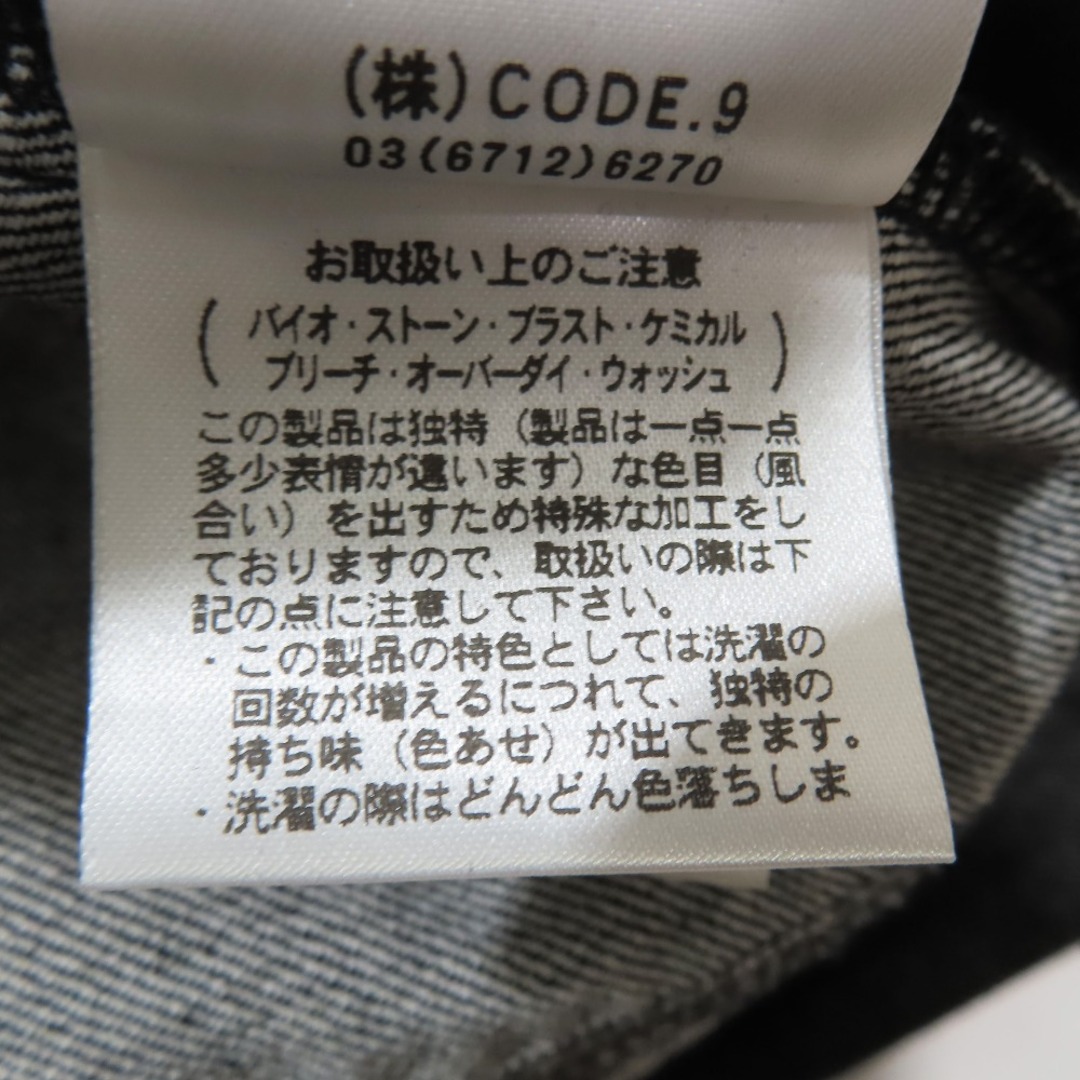 (株)CODE.9
03(6712)6270
お取扱い上のご注意
(バイオ・ストーン・ブラスト・ケミカル
ブリーチ・オーバーダイ・ウォッシュ)
この製品は独特（製品は一点一点
多少表情が違います）な色目（風
合い）を出すため特殊な加工をし
ておりますので、取扱いの際は下
記の点に注意して下さい。
・この製品の特色としては洗濯の
回数が増えるにつれて、独特の
持ち味（色あせ）が出てきます。
・洗濯の際はどんどん色落ちしま